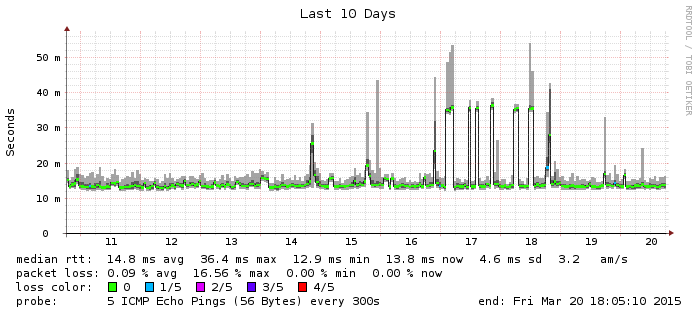 Last 10 Days
RRDTOOL / TOBI OETIKER
Seconds
50 m
40 m
30 m
20 m
10 m
0
11 12 13 14 15 16 17 18 19 20
median rtt: 14.8 ms avg 36.4 ms max 12.9 ms min 13.8 ms now 4.6 ms sd 3.2 am/s
packet loss: 0.09 % avg 16.56 % max 0.00 % min 0.00 % now
loss color: 0 1/5 2/5 3/5 4/5
probe: 5 ICMP Echo Pings (56 Bytes) every 300s end: Fri Mar 20 18:05:10 2015